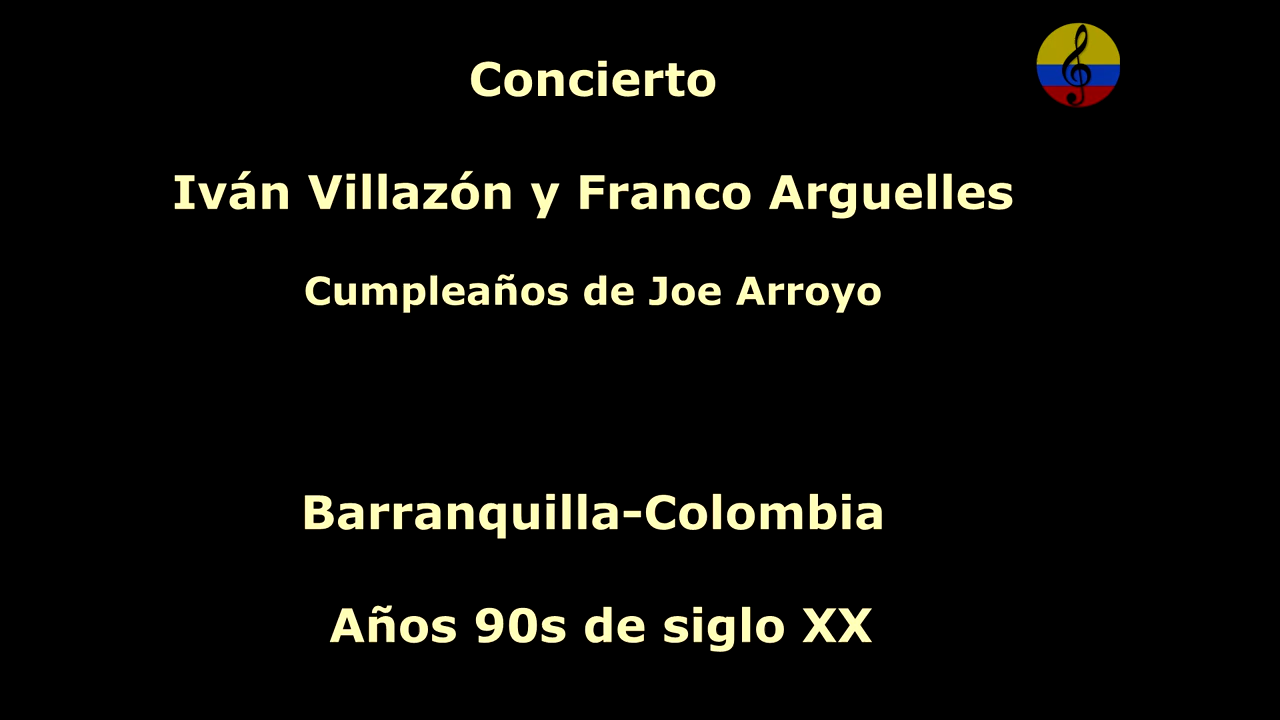 Concierto
Iván Villazón y Franco Arguelles
Cumpleaños de Joe Arroyo
Barranquilla-Colombia
Años 90s de siglo XX